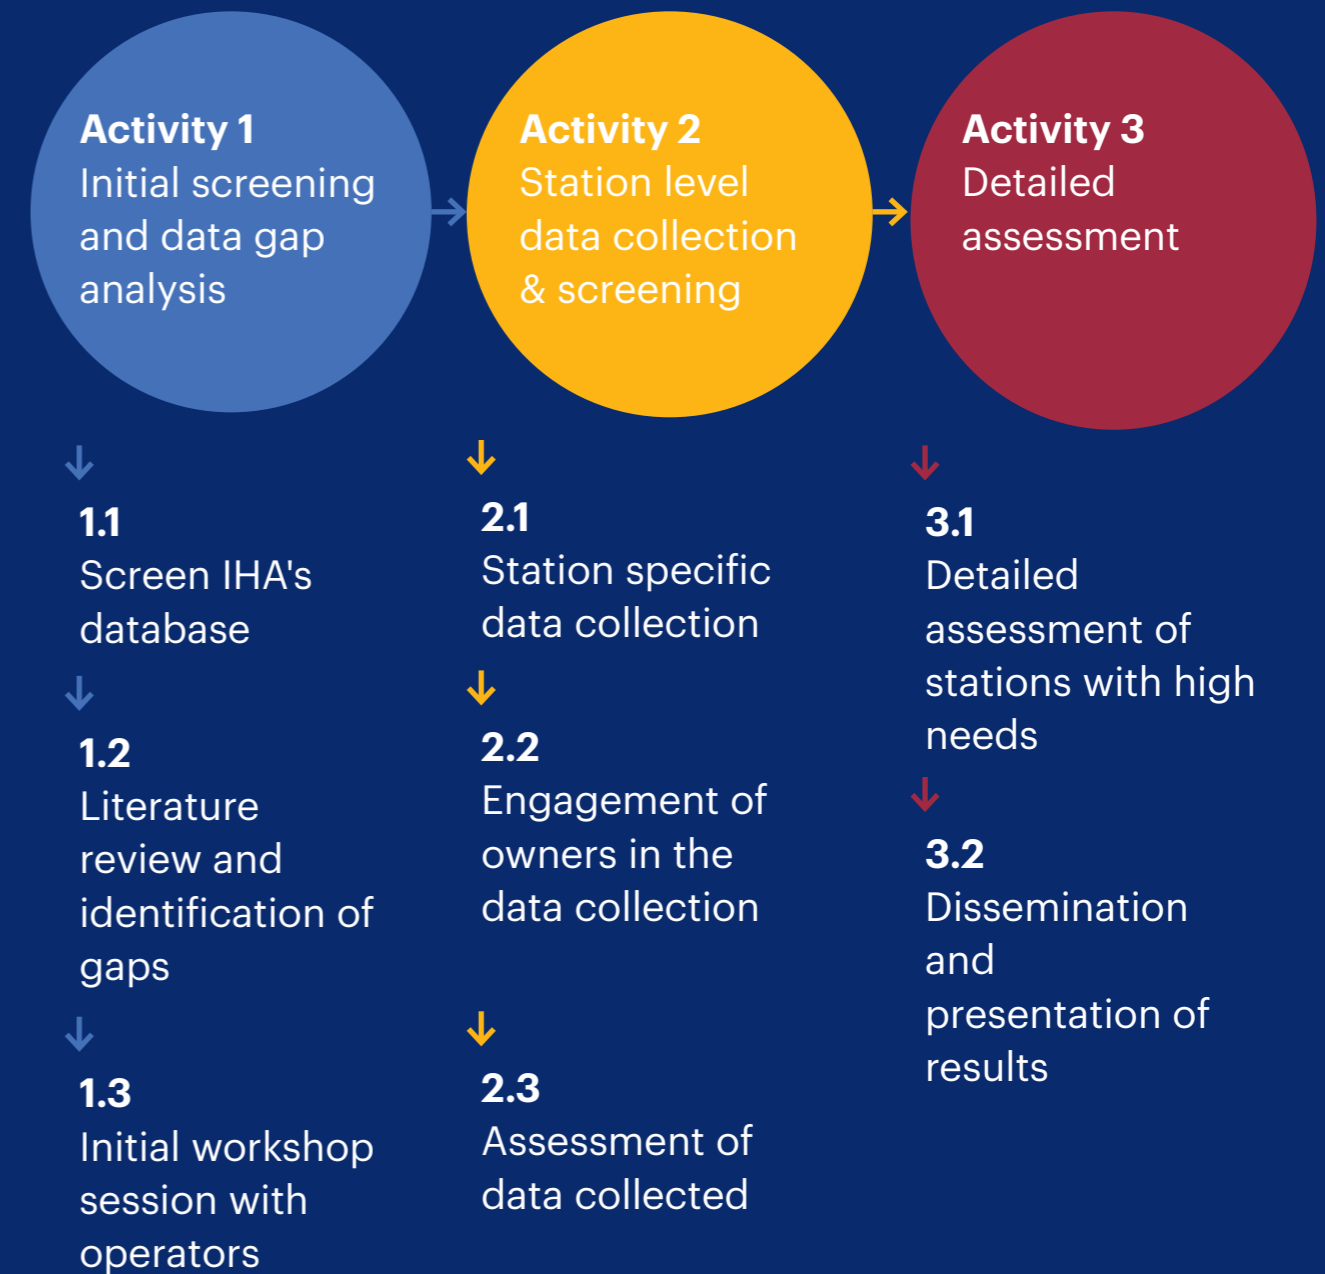 Activity 1
Initial screening
and data gap
analysis
Activity 2
Station level
data collection
& screening
Activity 3
Detailed
assessment
1.1
Screen IHA's
database
1.2
Literature
review and
identification of
gaps
1.3
Initial workshop
session with
operators
2.1
Station specific
data collection
2.2
Engagement of
owners in the
data collection
2.3
Assessment of
data collected
3.1
Detailed
assessment of
stations with high
needs
3.2
Dissemination
and
presentation of
results